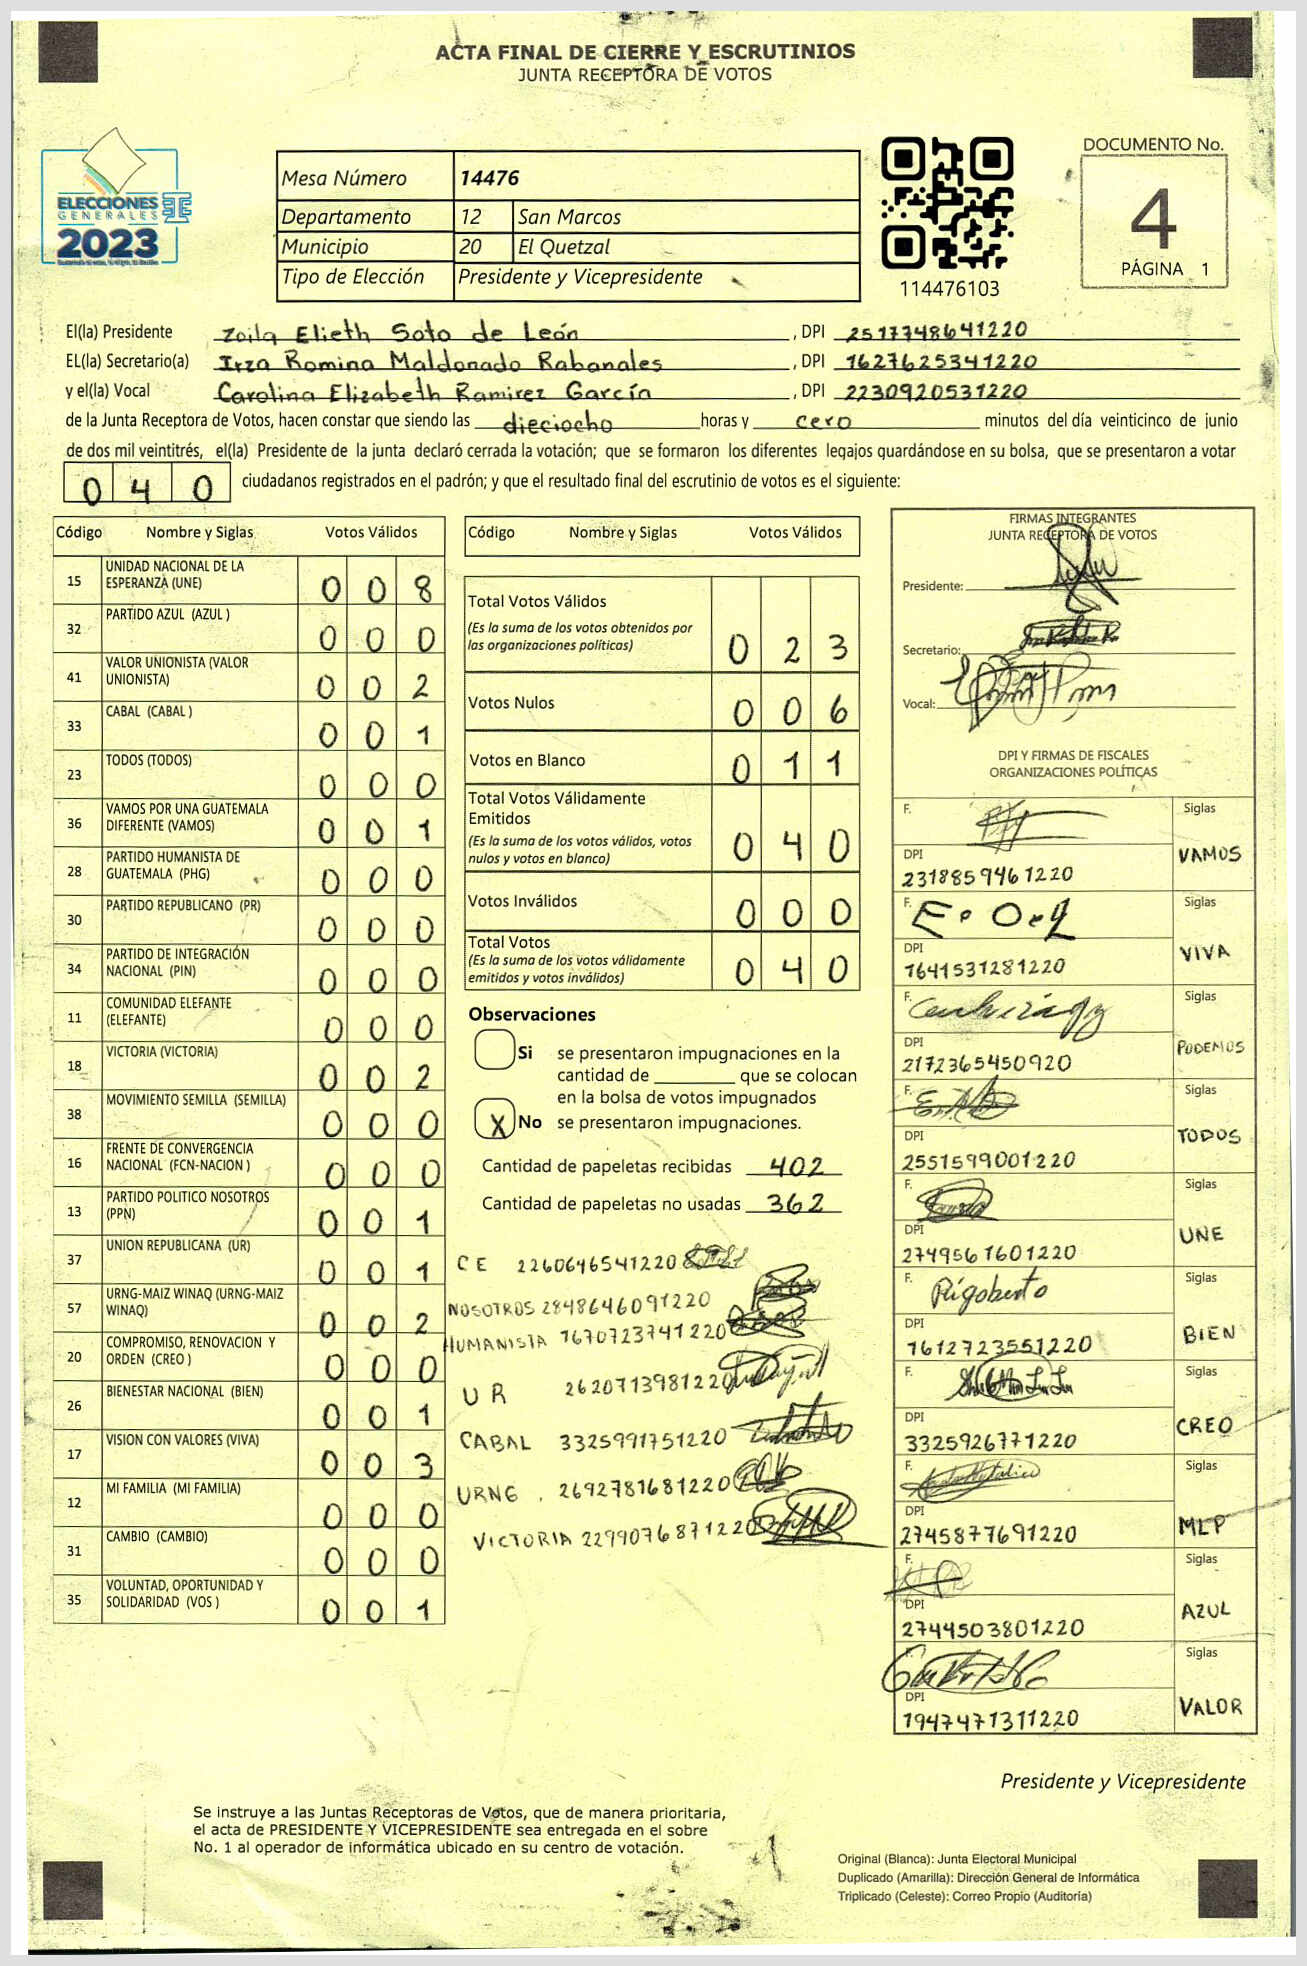 ACTA FINAL DE CIERRE Y ESCRUTINIOS
JUNTA RECEPTORA DE VOTOS
ELECCIONES
GENERALES
2023
Mesa Número 14476
Departamento 12 San Marcos
Municipio 20 El Quetzal
Tipo de Elección Presidente y Vicepresidente
114476103
DOCUMENTO No.
4
PÁGINA 1
El(la) Presidente Zoila Elieth Soto de León , DPI 2517748641220
EL(la) Secretario(a) Irza Romina Maldonado Rabanales , DPI 1627625341220
y el(la) Vocal Carolina Elizabeth Ramirez García , DPI 2230920531220
de la Junta Receptora de Votos, hacen constar que siendo las dieciocho horas y cero minutos del día veinticinco de junio
de dos mil veintitrés, el(la) Presidente de la junta declaró cerrada la votación; que se formaron los diferentes legajos guardándose en su bolsa, que se presentaron a votar
0 4 0 ciudadanos registrados en el padrón; y que el resultado final del escrutinio de votos es el siguiente:
Código Nombre y Siglas Votos Válidos
15 UNIDAD NACIONAL DE LA
ESPERANZA (UNE) 0 0 8
32 PARTIDO AZUL (AZUL ) 0 0 0
41 VALOR UNIONISTA (VALOR
UNIONISTA) 0 0 2
33 CABAL (CABAL ) 0 0 1
23 TODOS (TODOS) 0 0 0
36 VAMOS POR UNA GUATEMALA
DIFERENTE (VAMOS) 0 0 1
28 PARTIDO HUMANISTA DE
GUATEMALA (PHG) 0 0 0
30 PARTIDO REPUBLICANO (PR) 0 0 0
34 PARTIDO DE INTEGRACIÓN
NACIONAL (PIN) 0 0 0
11 COMUNIDAD ELEFANTE
(ELEFANTE) 0 0 0
18 VICTORIA (VICTORIA) 0 0 2
38 MOVIMIENTO SEMILLA (SEMILLA) 0 0 0
16 FRENTE DE CONVERGENCIA
NACIONAL (FCN-NACION ) 0 0 0
13 PARTIDO POLITICO NOSOTROS
(PPN) 0 0 1
37 UNION REPUBLICANA (UR) 0 0 1
57 URNG-MAIZ WINAQ (URNG-MAIZ
WINAQ) 0 0 2
20 COMPROMISO, RENOVACION Y
ORDEN (CREO ) 0 0 0
26 BIENESTAR NACIONAL (BIEN) 0 0 1
17 VISION CON VALORES (VIVA) 0 0 3
12 MI FAMILIA (MI FAMILIA) 0 0 0
31 CAMBIO (CAMBIO) 0 0 0
35 VOLUNTAD, OPORTUNIDAD Y
SOLIDARIDAD (VOS ) 0 0 1
Código Nombre y Siglas Votos Válidos
Total Votos Válidos
(Es la suma de los votos obtenidos por
las organizaciones políticas) 0 2 3
Votos Nulos 0 0 6
Votos en Blanco 0 1 1
Total Votos Válidamente
Emitidos
(Es la suma de los votos válidos, votos
nulos y votos en blanco) 0 4 0
Votos Inválidos 0 0 0
Total Votos
(Es la suma de los votos válidamente
emitidos y votos inválidos) 0 4 0
Observaciones
Si se presentaron impugnaciones en la
cantidad de ________ que se colocan
en la bolsa de votos impugnados
X No se presentaron impugnaciones.
Cantidad de papeletas recibidas 402
Cantidad de papeletas no usadas 362
CE 2260646541220
NOSOTROS 2848646091220
HUMANISTA 1670723741220
UR 2620713981220
CABAL 3325991751220
URNG . 2692781681220
VICTORIA 2299076871220
FIRMAS INTEGRANTES
JUNTA RECEPTORA DE VOTOS
Presidente:
Secretario:
Vocal:
DPI Y FIRMAS DE FISCALES
ORGANIZACIONES POLÍTICAS
F. Siglas
DPI VAMOS
2318859461220
F. Siglas
DPI VIVA
1641531281220
F. Siglas
DPI PODEMOS
2172365450920
F. Siglas
DPI TODOS
2551599001220
F. Siglas
DPI UNE
2749561601220
F. Rigoberto Siglas
DPI BIEN
1612723551220
F. Siglas
DPI CREO
3325926771220
F. Siglas
DPI MLP
2745877691220
F. Siglas
DPI AZUL
2744503801220
Siglas
DPI VALOR
1947471311220
Presidente y Vicepresidente
Se instruye a las Juntas Receptoras de Votos, que de manera prioritaria,
el acta de PRESIDENTE Y VICEPRESIDENTE sea entregada en el sobre
No. 1 al operador de informática ubicado en su centro de votación.
Original (Blanca): Junta Electoral Municipal
Duplicado (Amarilla): Dirección General de Informática
Triplicado (Celeste): Correo Propio (Auditoría)